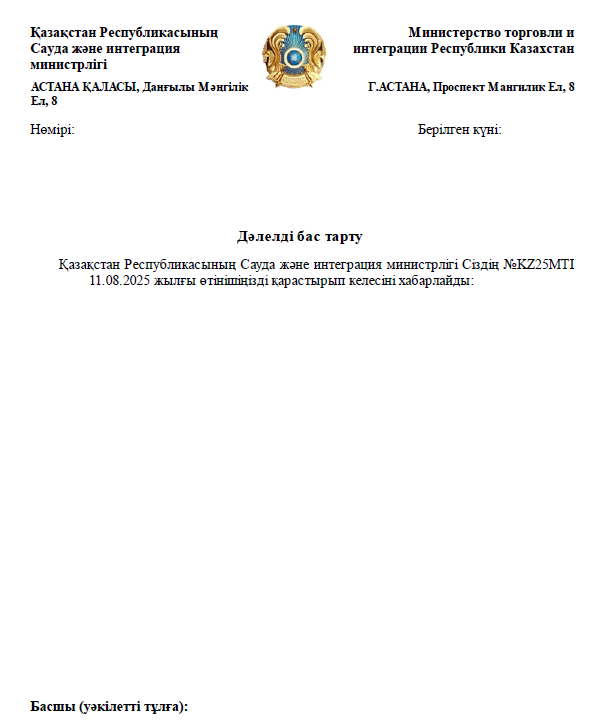 Қазақстан Республикасының
Сауда және интеграция
министрлігі
Министерство торговли и
интеграции Республики Казахстан
АСТАНА ҚАЛАСЫ, Даңғылы Мәңгілік
Ел, 8
Г.АСТАНА, Проспект Мангилик Ел, 8
Нөмірі:
Берілген күні:
Дәлелді бас тарту
Қазақстан Республикасының Сауда және интеграция министрлігі Сіздің №KZ25MTI
11.08.2025 жылғы өтінішіңізді қарастырып келесіні хабарлайды:
Басшы (уәкілетті тұлға):